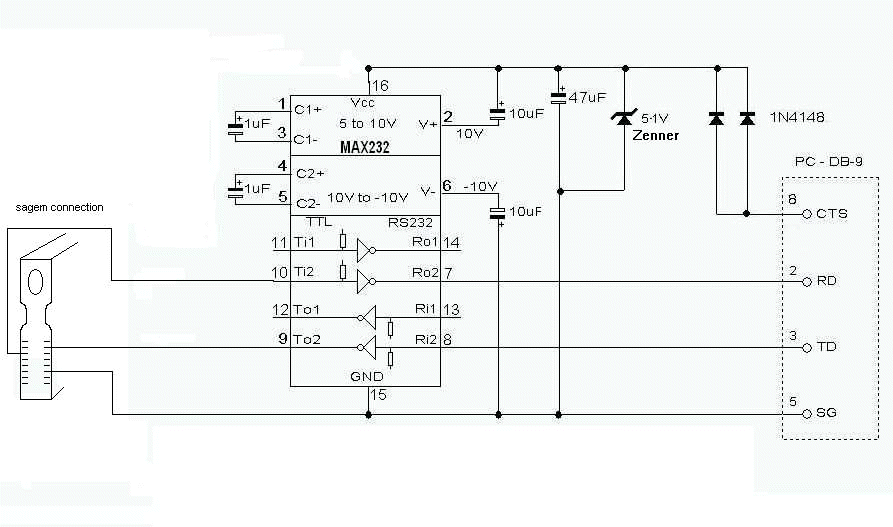 16
Vcc
1
C1+
5 to 10V
V+
2
+
10uF
+
47uF
5·1V
Zenner
1N4148
+
1uF
3
C1-
MAX232
10V
PC - DB-9
4
C2+
+
1uF
5
C2-
10V to -10V
V-
6
-10V
10uF
+
8
CTS
sagem connection
TTL
RS232
11
Ti1
Ro1
14
10
Ti2
Ro2
7
2
RD
12
To1
Ri1
13
9
To2
Ri2
8
3
TD
GND
15
5
SG